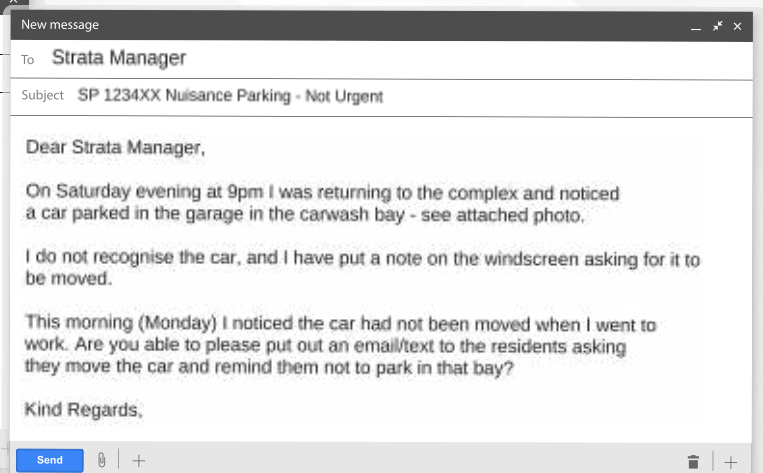 New message
To Strata Manager
Subject SP 1234XX Nuisance Parking - Not Urgent
Dear Strata Manager,
On Saturday evening at 9pm I was returning to the complex and noticed
a car parked in the garage in the carwash bay - see attached photo.
I do not recognise the car, and I have put a note on the windscreen asking for it to
be moved.
This morning (Monday) I noticed the car had not been moved when I went to
work. Are you able to please put out an email/text to the residents asking
they move the car and remind them not to park in that bay?
Kind Regards,
Send